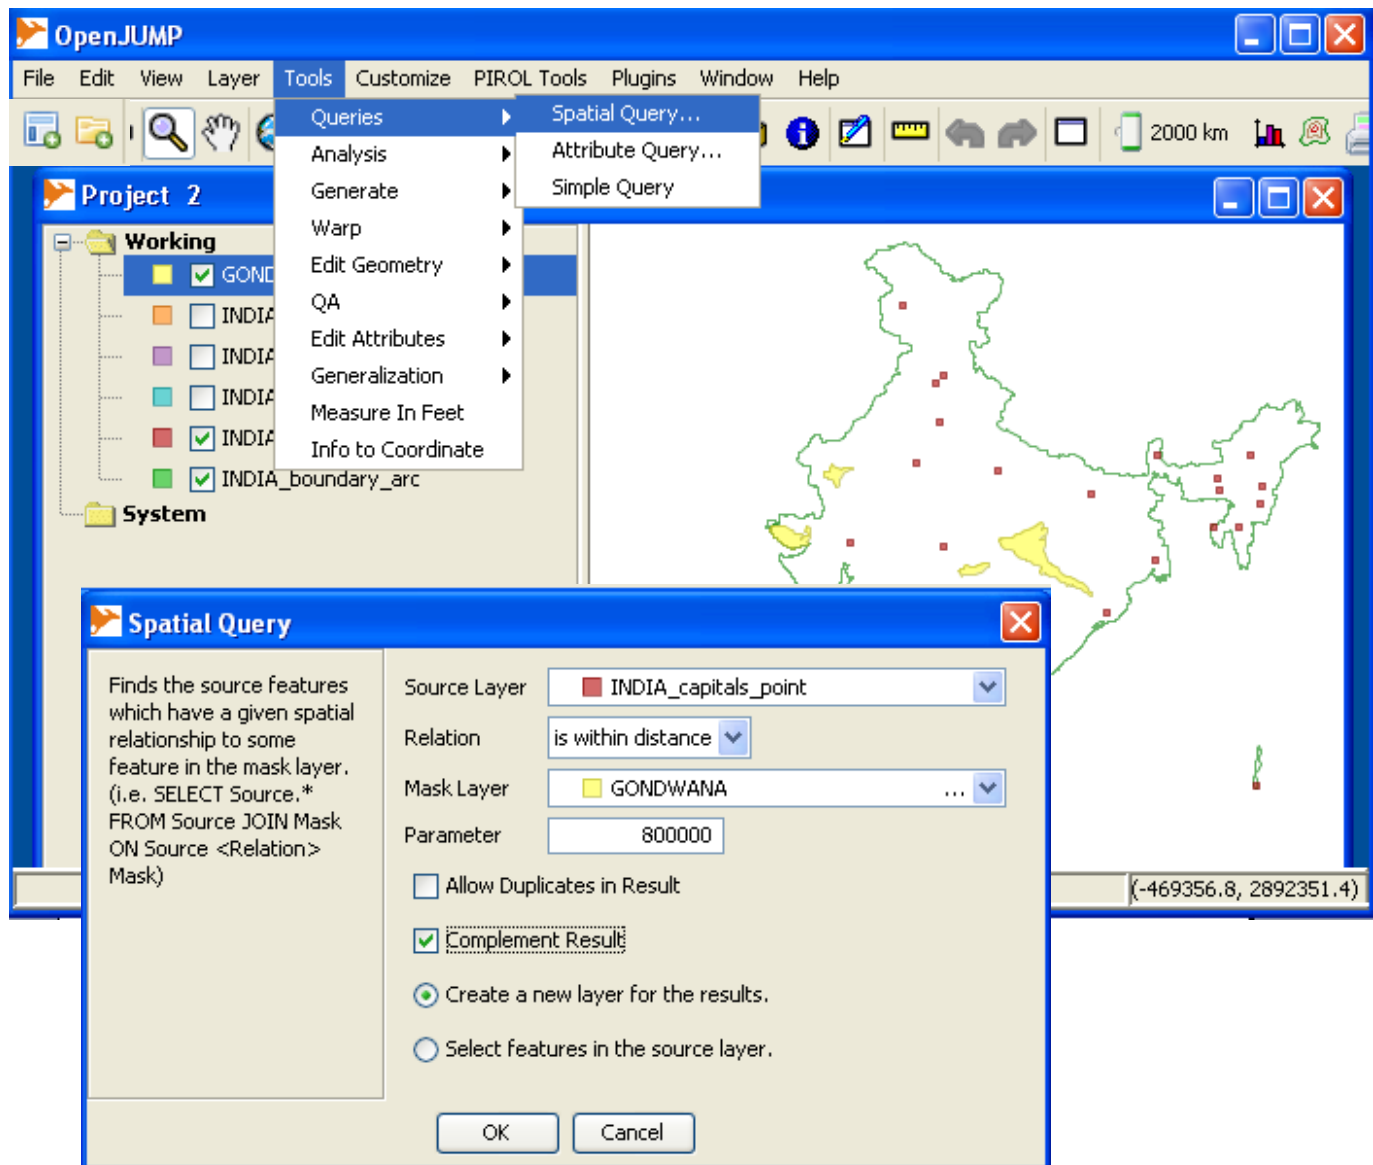 OpenJUMP
File Edit View Layer Tools Customize PIROL Tools Plugins Window Help
2000 km
Queries
Analysis
Generate
Warp
Edit Geometry
QA
Edit Attributes
Generalization
Measure In Feet
Info to Coordinate
Spatial Query...
Attribute Query...
Simple Query
Project 2
Working
GOND
INDIA
INDIA
INDIA
INDIA
INDIA_boundary_arc
System
(-469356.8, 2892351.4)
Spatial Query
Finds the source features
which have a given spatial
relationship to some
feature in the mask layer.
(i.e. SELECT Source.*
FROM Source JOIN Mask
ON Source <Relation>
Mask)
Source Layer INDIA_capitals_point
Relation is within distance
Mask Layer GONDWANA ...
Parameter 800000
Allow Duplicates in Result
Complement Result
Create a new layer for the results.
Select features in the source layer.
OK Cancel